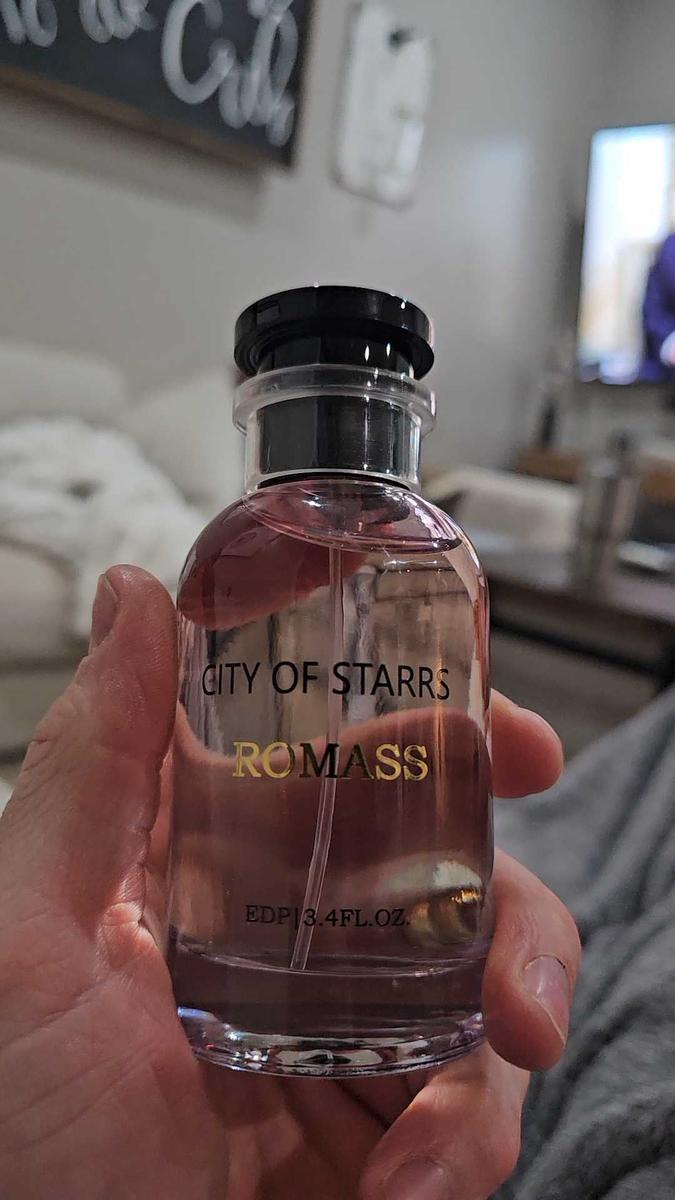 CITY OF STARRS
ROMASS
EDP|3.4FL.OZ.